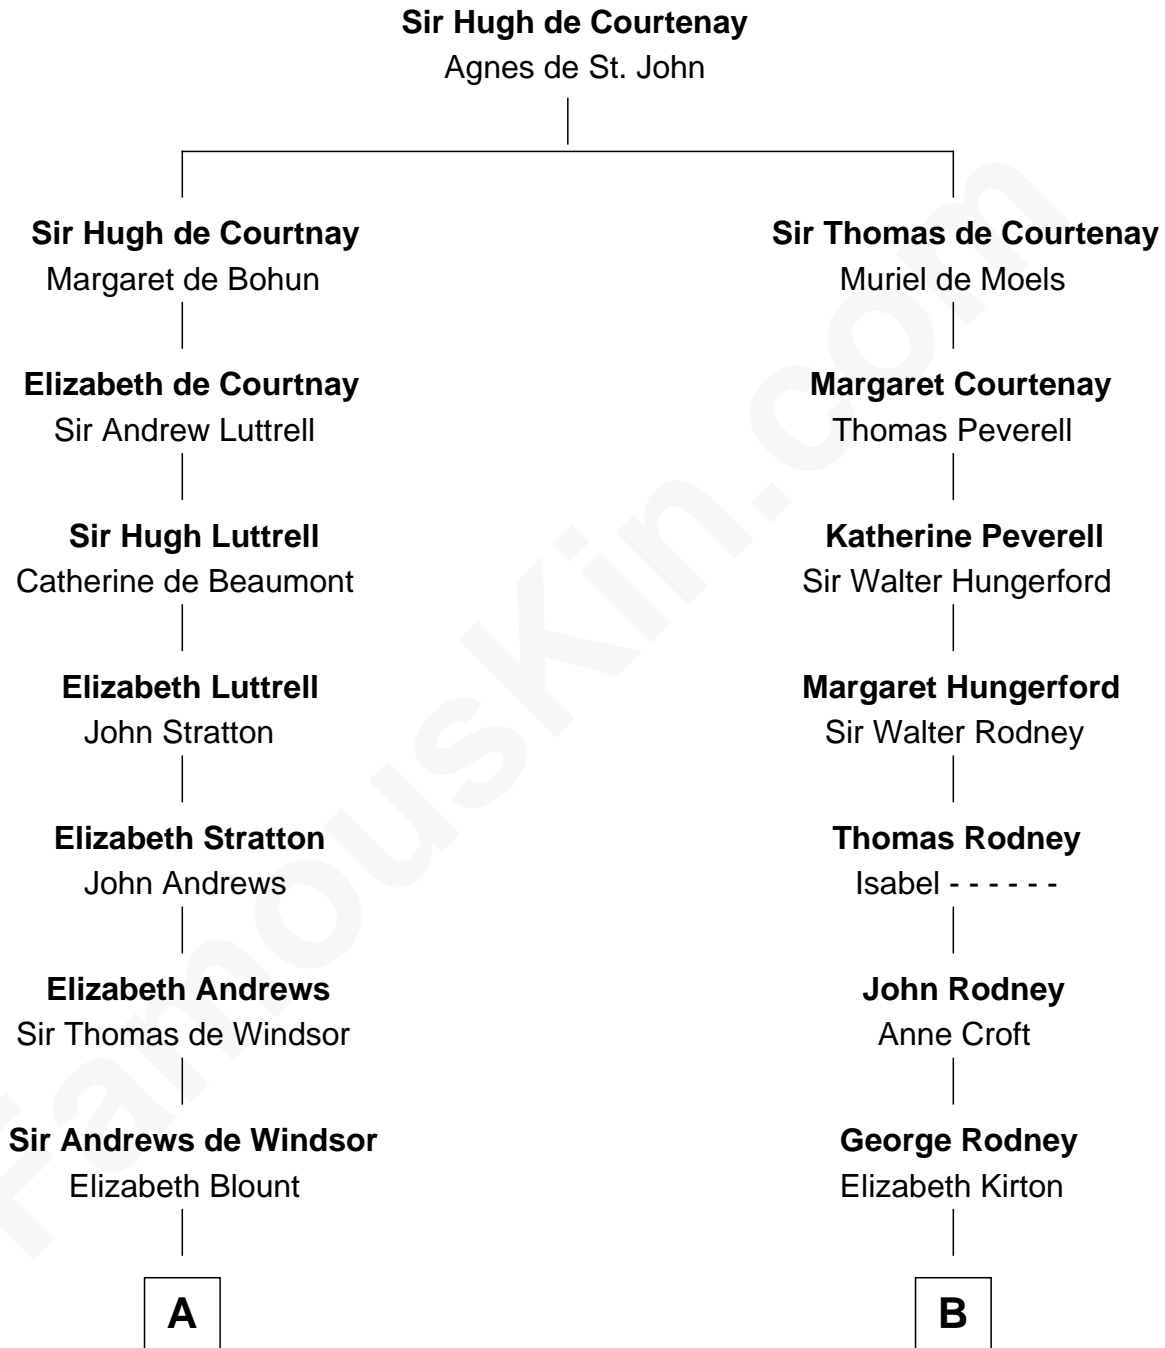 Sir Hugh de Courtenay
Agnes de St. John
Sir Hugh de Courtnay
Margaret de Bohun
Sir Thomas de Courtenay
Muriel de Moels
Elizabeth de Courtnay
Sir Andrew Luttrell
Margaret Courtenay
Thomas Peverell
Sir Hugh Luttrell
Catherine de Beaumont
Katherine Peverell
Sir Walter Hungerford
Elizabeth Luttrell
John Stratton
Margaret Hungerford
Sir Walter Rodney
Elizabeth Stratton
John Andrews
Thomas Rodney
Isabel - - - - - -
Elizabeth Andrews
Sir Thomas de Windsor
John Rodney
Anne Croft
Sir Andrews de Windsor
Elizabeth Blount
George Rodney
Elizabeth Kirton
A
B
FamousKin.com